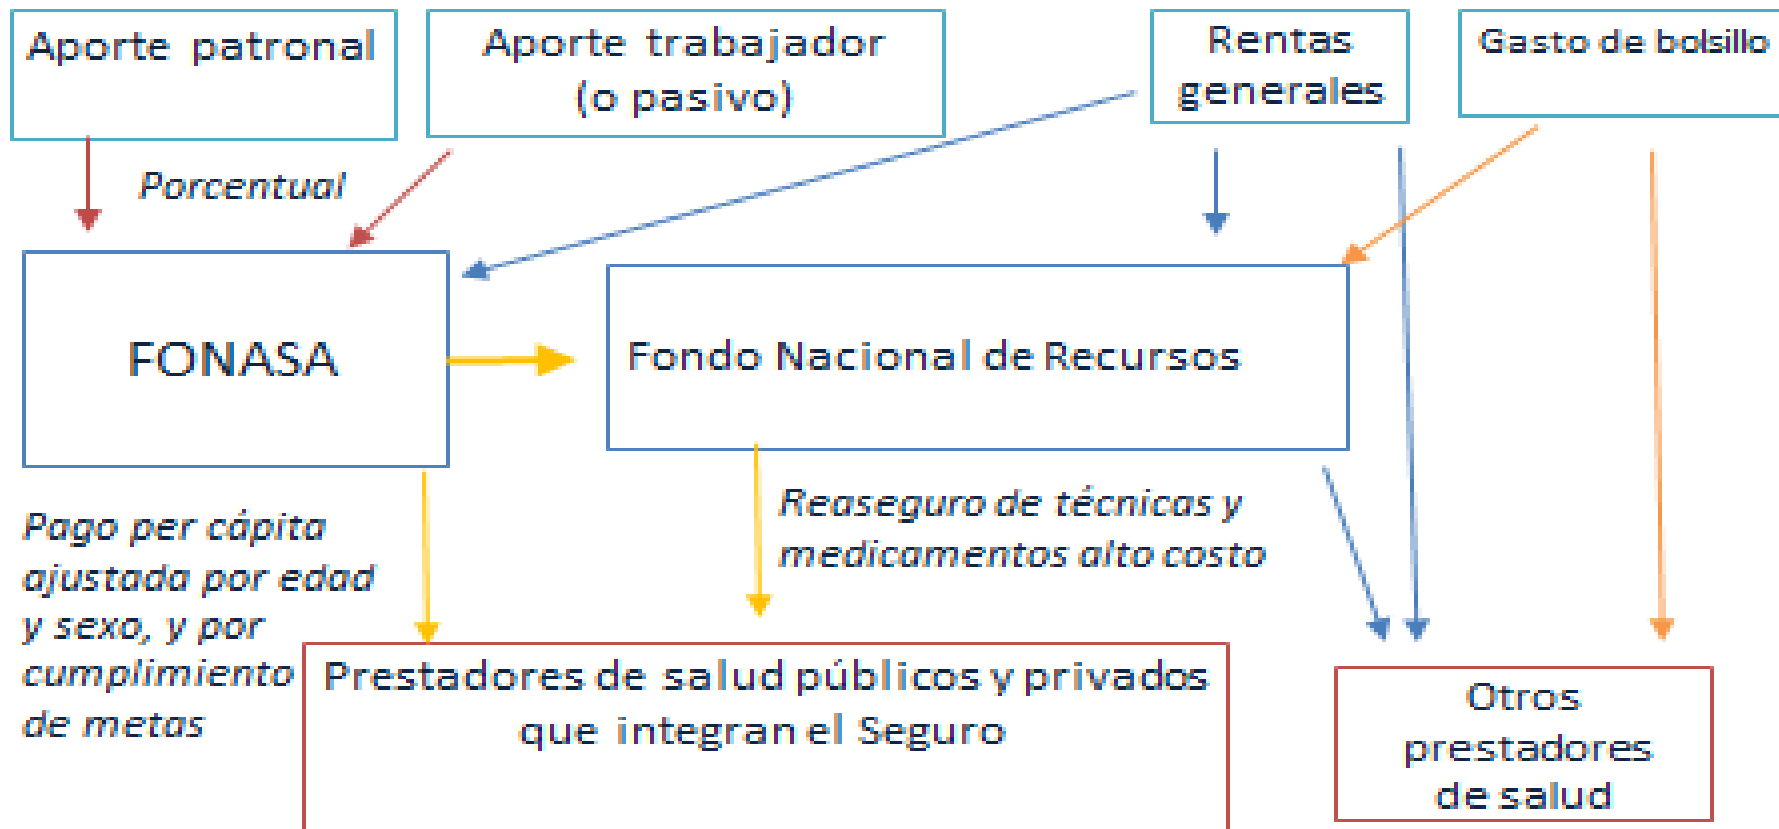 Aporte patronal
Aporte trabajador
(o pasivo)
Rentas
generales
Gasto de bolsillo
Porcentual
FONASA
Fondo Nacional de Recursos
Pago per cápita
ajustada por edad
y sexo, y por
cumplimiento
de metas
Reaseguro de técnicas y
medicamentos alto costo
Prestadores de salud públicos y privados
que integran el Seguro
Otros
prestadores
de salud